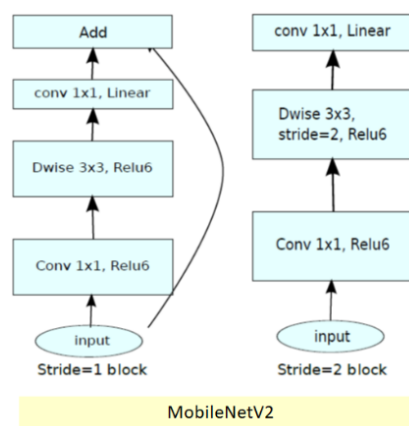 Add
conv 1x1, Linear
Dwise 3x3, Relu6
Conv 1x1, Relu6
input
Stride=1 block
conv 1x1, Linear
Dwise 3x3,
stride=2, Relu6
Conv 1x1, Relu6
input
Stride=2 block
MobileNetV2